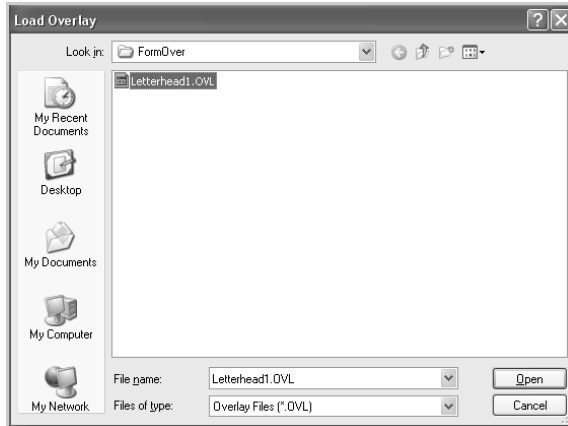 Load Overlay
Look in: FormOver
Letterhead1.OVL
My Recent
Documents
Desktop
My Documents
My Computer
My Network
File name: Letterhead1.OVL Open
Files of type: Overlay Files (*.OVL) Cancel